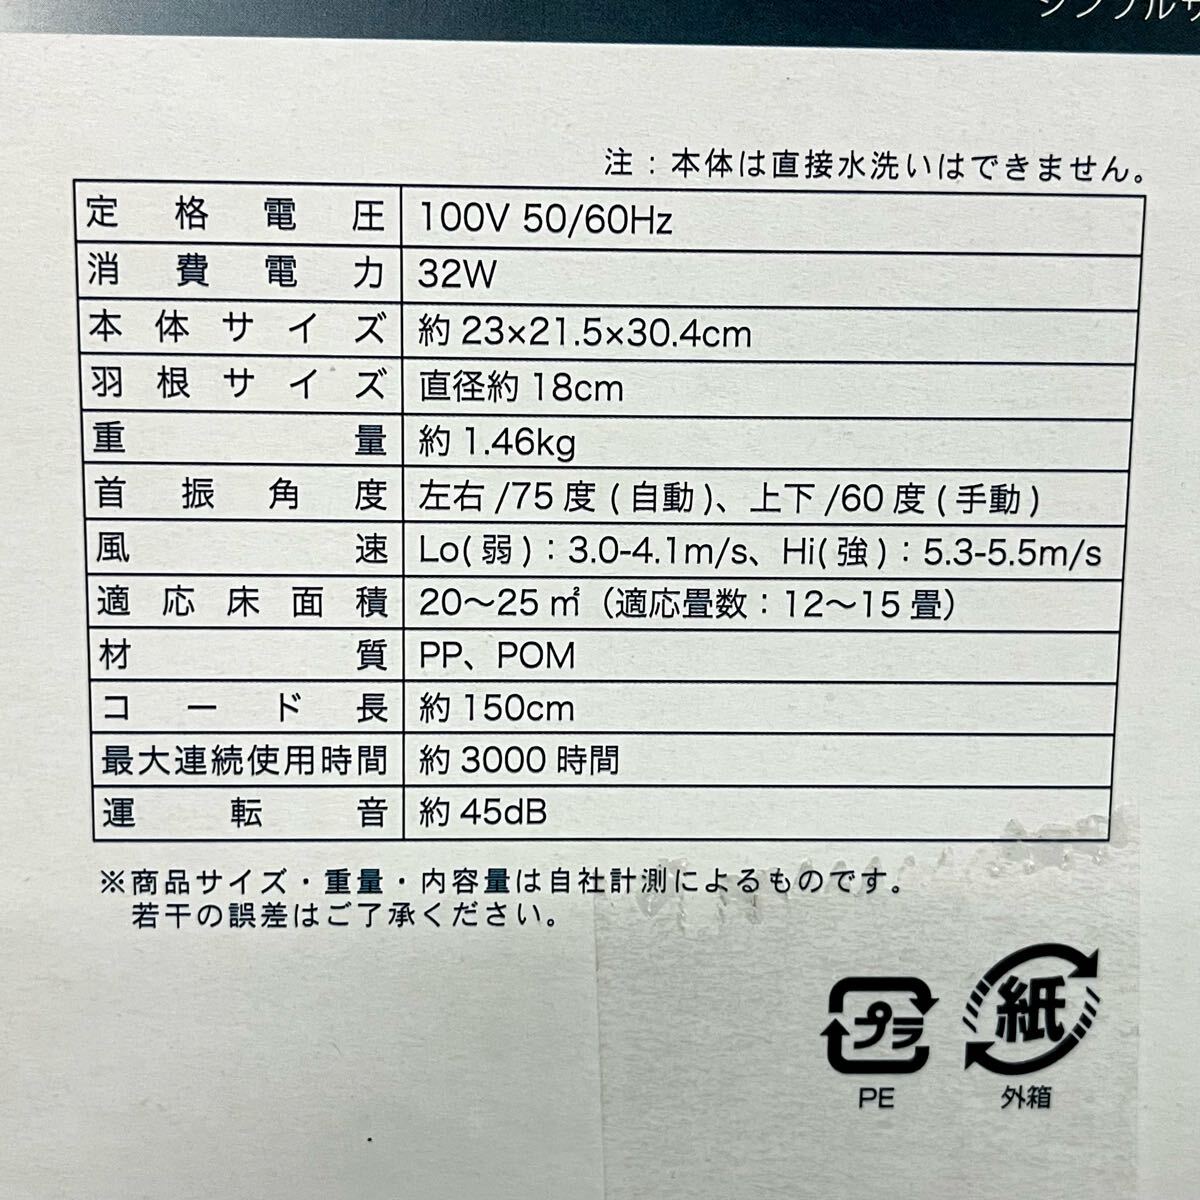 シンプルサ
注：本体は直接水洗いはできません。
定格電圧 100V 50/60Hz
消費電力 32W
本体サイズ 約23×21.5×30.4cm
羽根サイズ 直径約18cm
重量 約1.46kg
首振角度 左右/75度(自動)、上下/60度(手動)
風速 Lo(弱)：3.0-4.1m/s、Hi(強)：5.3-5.5m/s
適応床面積 20〜25㎡（適応畳数：12〜15畳）
材質 PP、POM
コード長 約150cm
最大連続使用時間 約3000時間
運転音 約45dB
※商品サイズ・重量・内容量は自社計測によるものです。
若干の誤差はご了承ください。
プラ
紙
PE
外箱